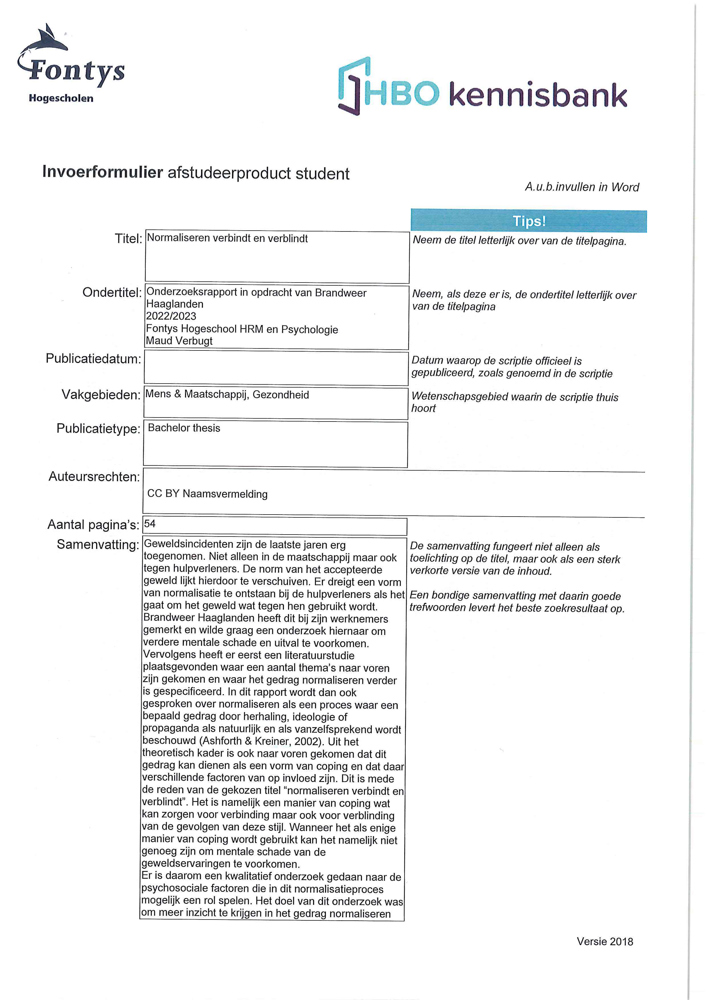 Fontys
Hogescholen
HBO kennisbank
Invoerformulier afstudeerproduct student
A.u.b.invullen in Word
Tips!
Titel: Normaliseren verbindt en verblindt
Neem de titel letterlijk over van de titelpagina.
Ondertitel: Onderzoeksrapport in opdracht van Brandweer
Haaglanden
2022/2023
Fontys Hogeschool HRM en Psychologie
Maud Verbugt
Neem, als deze er is, de ondertitel letterlijk over
van de titelpagina
Publicatiedatum:
Datum waarop de scriptie officieel is
gepubliceerd, zoals genoemd in de scriptie
Vakgebieden: Mens & Maatschappij, Gezondheid
Wetenschapsgebied waarin de scriptie thuis
hoort
Publicatietype: Bachelor thesis
Auteursrechten:
CC BY Naamsvermelding
Aantal pagina's: 54
Samenvatting: Geweldsincidenten zijn de laatste jaren erg
toegenomen. Niet alleen in de maatschappij maar ook
tegen hulpverleners. De norm van het accepteerde
geweld lijkt hierdoor te verschuiven. Er dreigt een vorm
van normalisatie te ontstaan bij de hulpverleners als het
gaat om het geweld wat tegen hen gebruikt wordt.
Brandweer Haaglanden heeft dit bij zijn werknemers
gemerkt en wilde graag een onderzoek hiernaar om
verdere mentale schade en uitval te voorkomen.
Vervolgens heeft er eerst een literatuurstudie
plaatsgevonden waar een aantal thema's naar voren
zijn gekomen en waar het gedrag normaliseren verder
is gespecificeerd. In dit rapport wordt dan ook
gesproken over normaliseren als een proces waar een
bepaald gedrag door herhaling, ideologie of
propaganda als natuurlijk en als vanzelfsprekend wordt
beschouwd (Ashforth & Kreiner, 2002). Uit het
theoretisch kader is ook naar voren gekomen dat dit
gedrag kan dienen als een vorm van coping en dat daar
verschillende factoren van op invloed zijn. Dit is mede
de reden van de gekozen titel “normaliseren verbindt en
verblindt”. Het is namelijk een manier van coping wat
kan zorgen voor verbinding maar ook voor verblinding
van de gevolgen van deze stijl. Wanneer het als enige
manier van coping wordt gebruikt kan het namelijk niet
genoeg zijn om mentale schade van de
geweldservaringen te voorkomen.
Er is daarom een kwalitatief onderzoek gedaan naar de
psychosociale factoren die in dit normalisatieproces
mogelijk een rol spelen. Het doel van dit onderzoek was
om meer inzicht te krijgen in het gedrag normaliseren
De samenvatting fungeert niet alleen als
toelichting op de titel, maar ook als een sterk
verkorte versie van de inhoud.
Een bondige samenvatting met daarin goede
trefwoorden levert het beste zoekresultaat op.
Versie 2018